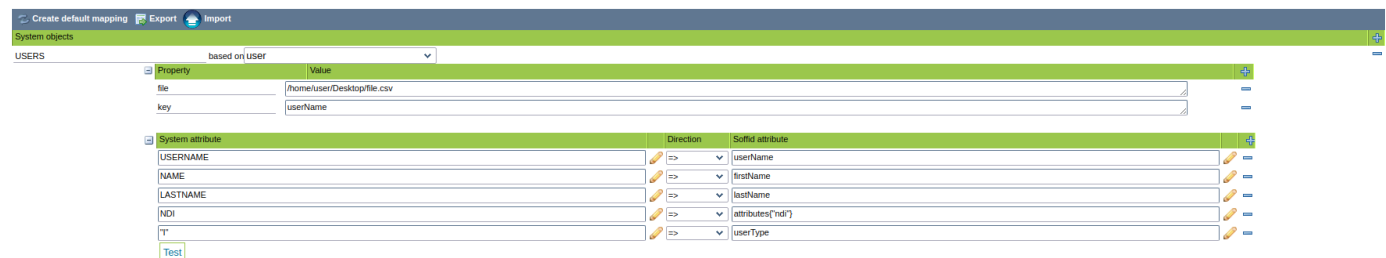 Create default mapping Export Import
System objects
USERS based on user
Property Value
file /home/user/Desktop/file.csv
key userName
System attribute Direction Soffid attribute
USERNAME => userName
NAME => firstName
LASTNAME => lastName
NDI => attributes{"ndi"}
"I" => userType
Test